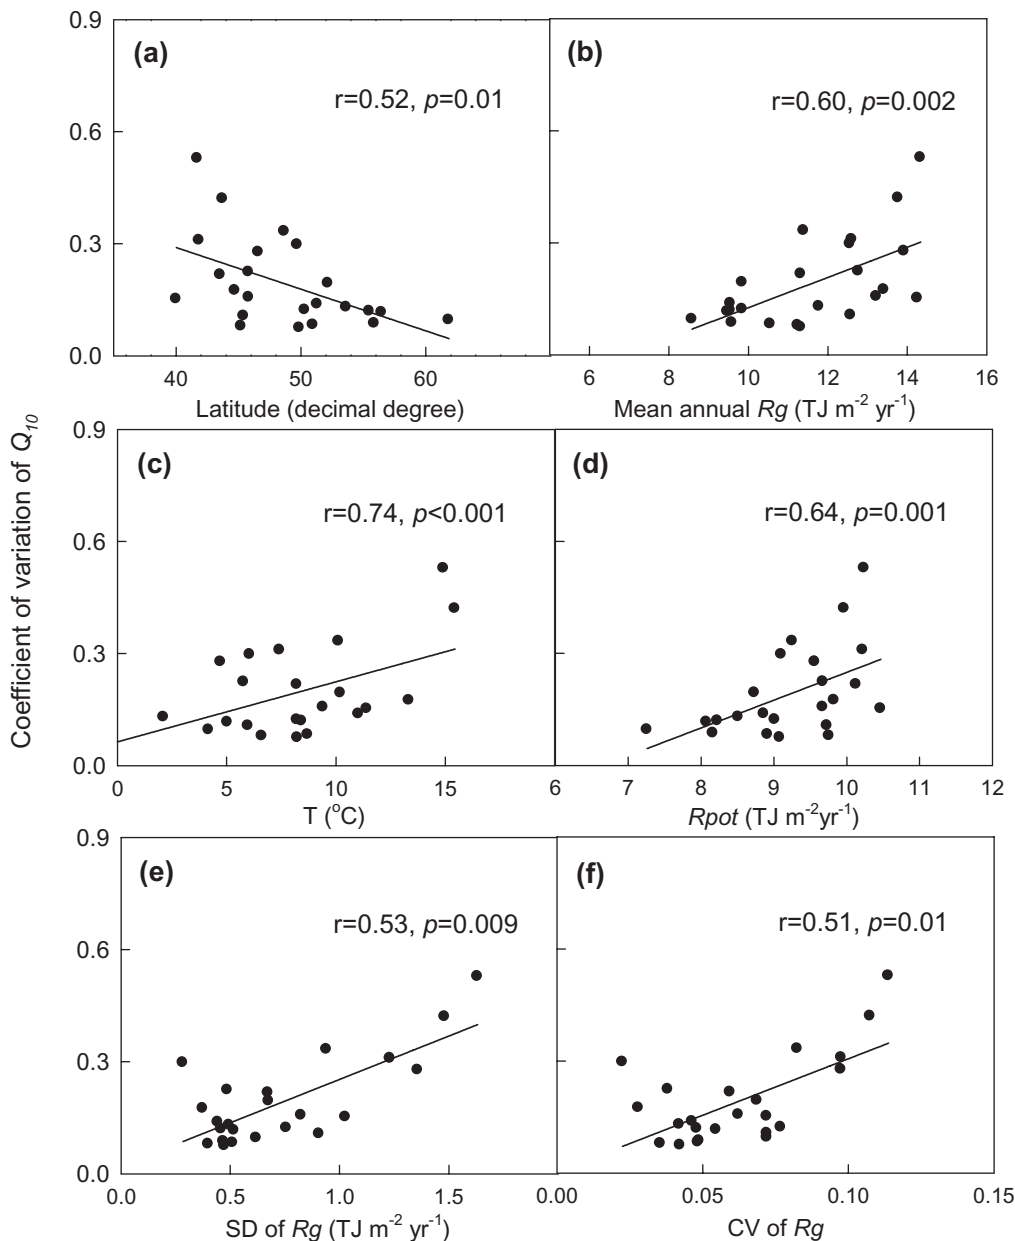 0.9
(a)
(b)
r=0.52, p=0.01
r=0.60, p=0.002
0.6
0.3
0.0
40 50 60
6 8 10 12 14 16
Latitude (decimal degree)
Mean annual Rg (TJ m-2 yr-1)
Coefficient of variation of Q10
0.9
(c)
(d)
r=0.74, p<0.001
r=0.64, p=0.001
0.6
0.3
0.0
0 5 10 15
6 7 8 9 10 11 12
T (oC)
Rpot (TJ m-2yr-1)
0.9
(e)
(f)
r=0.53, p=0.009
r=0.51, p=0.01
0.6
0.3
0.0
0.0 0.5 1.0 1.5
0.00 0.05 0.10 0.15
SD of Rg (TJ m-2 yr-1)
CV of Rg